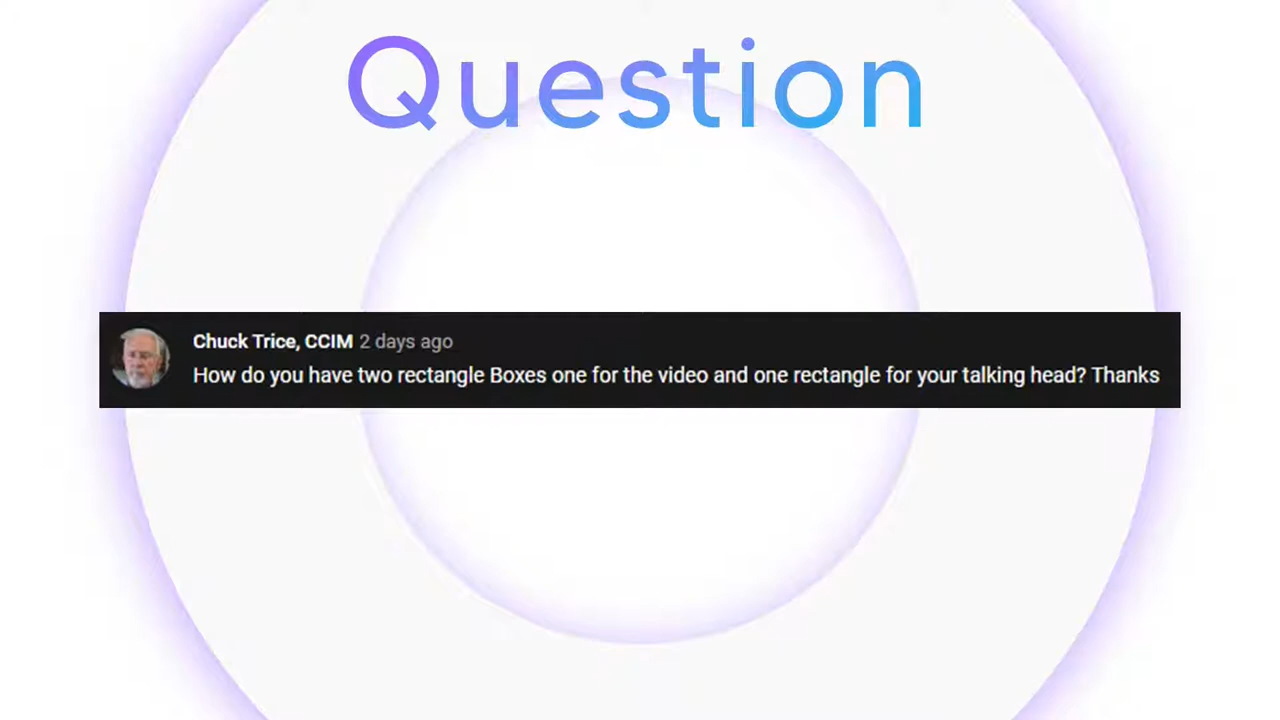 Question
Chuck Trice, CCIM 2 days ago
How do you have two rectangle Boxes one for the video and one rectangle for your talking head? Thanks